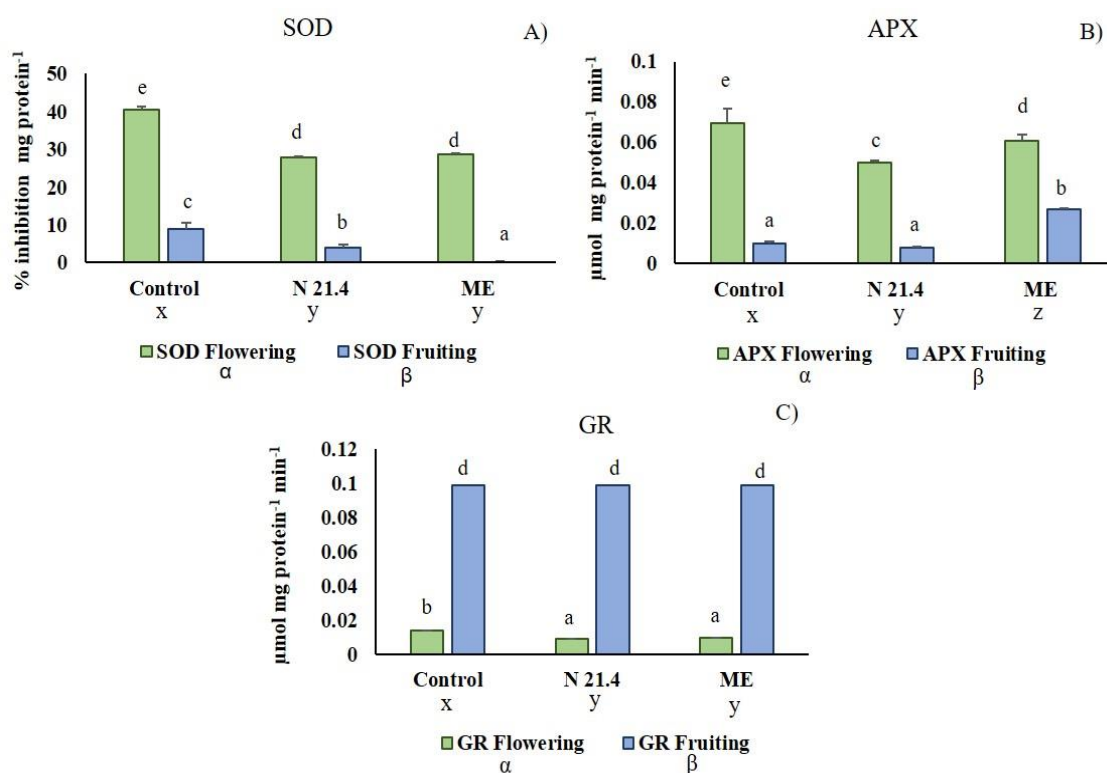 SOD
A)
% inhibition mg protein⁻¹
50
40
30
20
10
0
e
c
d
b
d
a
Control
N 21.4
ME
x
y
y
SOD Flowering
SOD Fruiting
α
β
APX
B)
µmol mg protein⁻¹ min⁻¹
0.1
0.08
0.06
0.04
0.02
0
e
a
c
a
d
b
Control
N 21.4
ME
x
y
z
APX Flowering
APX Fruiting
α
β
GR
C)
µmol mg protein⁻¹ min⁻¹
0.12
0.1
0.08
0.06
0.04
0.02
0
b
d
a
d
a
d
Control
N 21.4
ME
x
y
y
GR Flowering
GR Fruiting
α
β